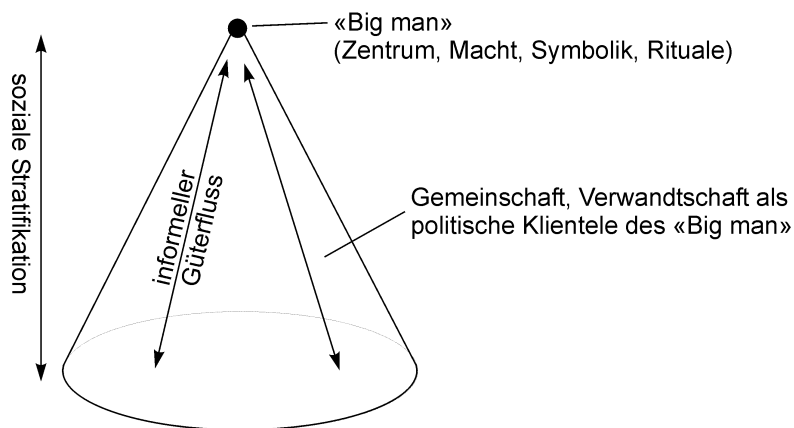 «Big man»
(Zentrum, Macht, Symbolik, Rituale)
soziale Stratifikation
informeller
Güterfluss
Gemeinschaft, Verwandtschaft als
politische Klientele des «Big man»